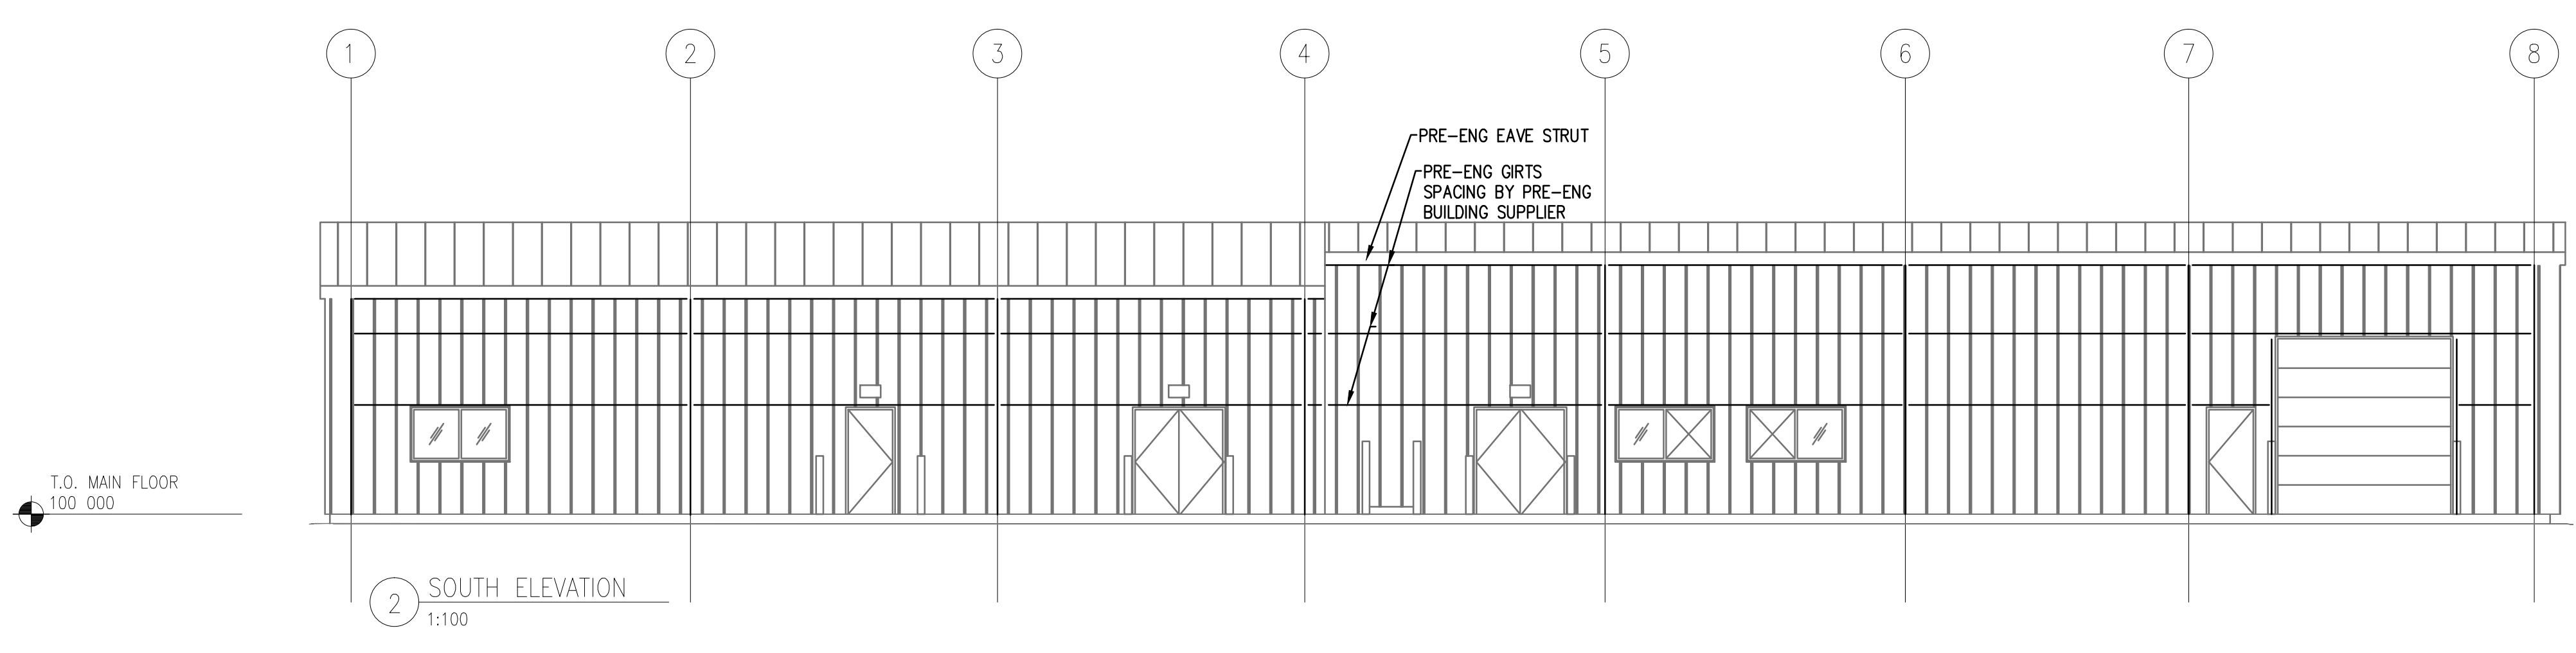 1 2 3 4 5 6 7 8
PRE-ENG EAVE STRUT
PRE-ENG GIRTS
SPACING BY PRE-ENG
BUILDING SUPPLIER
T.O. MAIN FLOOR
100 000
2 SOUTH ELEVATION
1:100